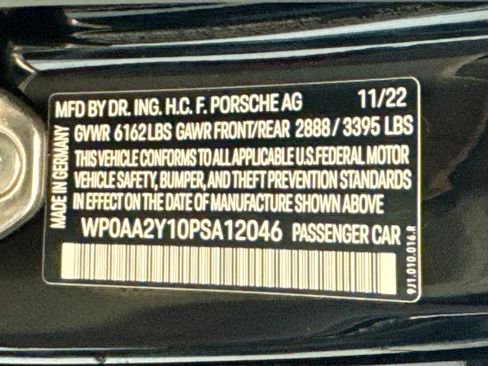 MFD BY DR. ING. H.C. F. PORSCHE AG 11/22
GVWR 6162 LBS GAWR FRONT/REAR 2888 / 3395 LBS
THIS VEHICLE CONFORMS TO ALL APPLICABLE U.S. FEDERAL MOTOR
VEHICLE SAFETY, BUMPER, AND THEFT PREVENTION STANDARDS
IN EFFECT ON THE DATE OF MANUFACTURE SHOWN ABOVE.
WP0AA2Y10PSA12046 PASSENGER CAR
MADE IN GERMANY
9J1.010.016.R